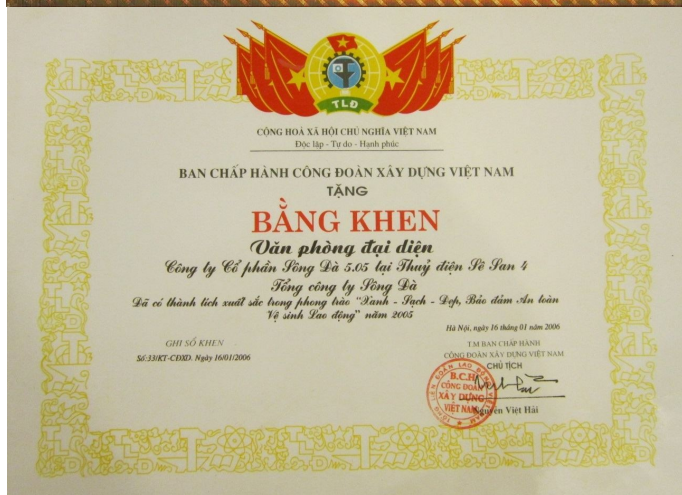 TLĐ
CỘNG HOÀ XÃ HỘI CHỦ NGHĨA VIỆT NAM
Độc lập - Tự do - Hạnh phúc
BAN CHẤP HÀNH CÔNG ĐOÀN XÂY DỰNG VIỆT NAM
TẶNG
BẰNG KHEN
Văn phòng đại diện
Công ty Cổ phần Sông Đà 5.05 tại Thuỷ điện Sê San 4
Tổng công ty Sông Đà
Đã có thành tích xuất sắc trong phong trào "Xanh - Sạch - Đẹp, Bảo đảm An toàn
Vệ sinh Lao động" năm 2005
Hà Nội, ngày 16 tháng 01 năm 2006
GHI SỔ KHEN
Số:33/KT-CĐXD. Ngày 16/01/2006
T.M BAN CHẤP HÀNH
CÔNG ĐOÀN XÂY DỰNG VIỆT NAM
CHỦ TỊCH
B.C.H
CÔNG ĐOÀN
XÂY DỰNG
VIỆT NAM
Nguyễn Việt Hải